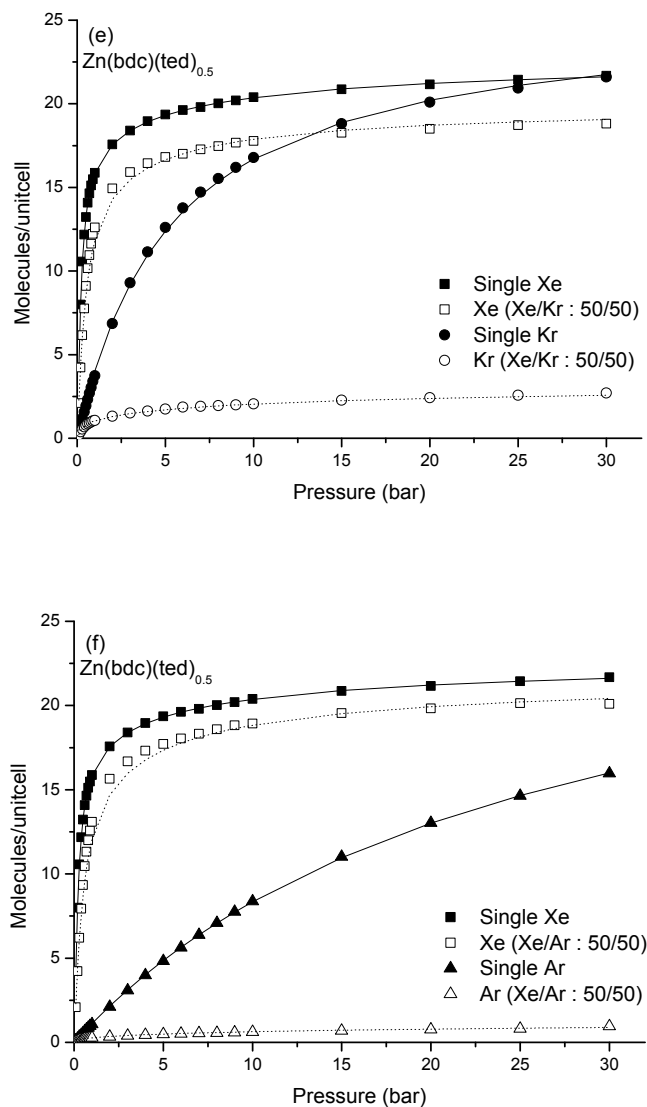 (e)
Zn(bdc)(ted)0.5
25
20
15
10
5
0
Molecules/unitcell
Single Xe
Xe (Xe/Kr : 50/50)
Single Kr
Kr (Xe/Kr : 50/50)
0 5 10 15 20 25 30
Pressure (bar)
(f)
Zn(bdc)(ted)0.5
25
20
15
10
5
0
Molecules/unitcell
Single Xe
Xe (Xe/Ar : 50/50)
Single Ar
Ar (Xe/Ar : 50/50)
0 5 10 15 20 25 30
Pressure (bar)